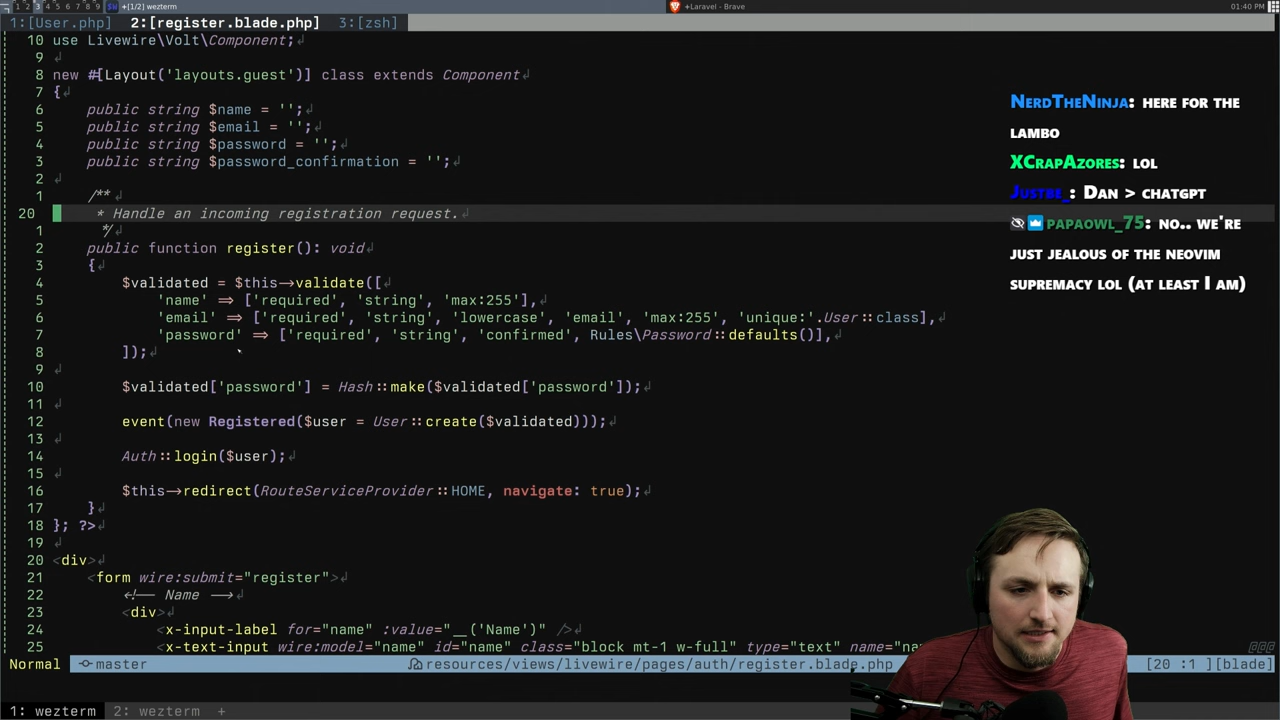 1 2 3 4 5 6 7 8 9 +[1/2] wezterm
+Laravel - Brave
01:40 PM
1:[User.php] 2:[register.blade.php] 3:[zsh]
10 use Livewire\Volt\Component;
9
8 new #[Layout('layouts.guest')] class extends Component
7 {
6 public string $name = '';
5 public string $email = '';
4 public string $password = '';
3 public string $password_confirmation = '';
2
1 /**
20 * Handle an incoming registration request.
1 */
2 public function register(): void
3 {
4 $validated = $this->validate([
5 'name' => ['required', 'string', 'max:255'],
6 'email' => ['required', 'string', 'lowercase', 'email', 'max:255', 'unique:'.User::class],
7 'password' => ['required', 'string', 'confirmed', Rules\Password::defaults()],
8 ]);
9
10 $validated['password'] = Hash::make($validated['password']);
11
12 event(new Registered($user = User::create($validated)));
13
14 Auth::login($user);
15
16 $this->redirect(RouteServiceProvider::HOME, navigate: true);
17 }
18 }; ?>
19
20 <div>
21 <form wire:submit="register">
22 <!-- Name -->
23 <div>
24 <x-input-label for="name" :value="__('Name')" />
25 <x-text-input wire:model="name" id="name" class="block mt-1 w-full" type="text" name="na
Normal master resources/views/livewire/pages/auth/register.blade.php [20 :1 ][blade]
1: wezterm 2: wezterm +
NerdTheNinja: here for the
Lambo
XCrapAzores: lol
Justbe_: Dan > chatgpt
papaowl_75: no.. we're
just jealous of the neovim
supremacy lol (at least I am)